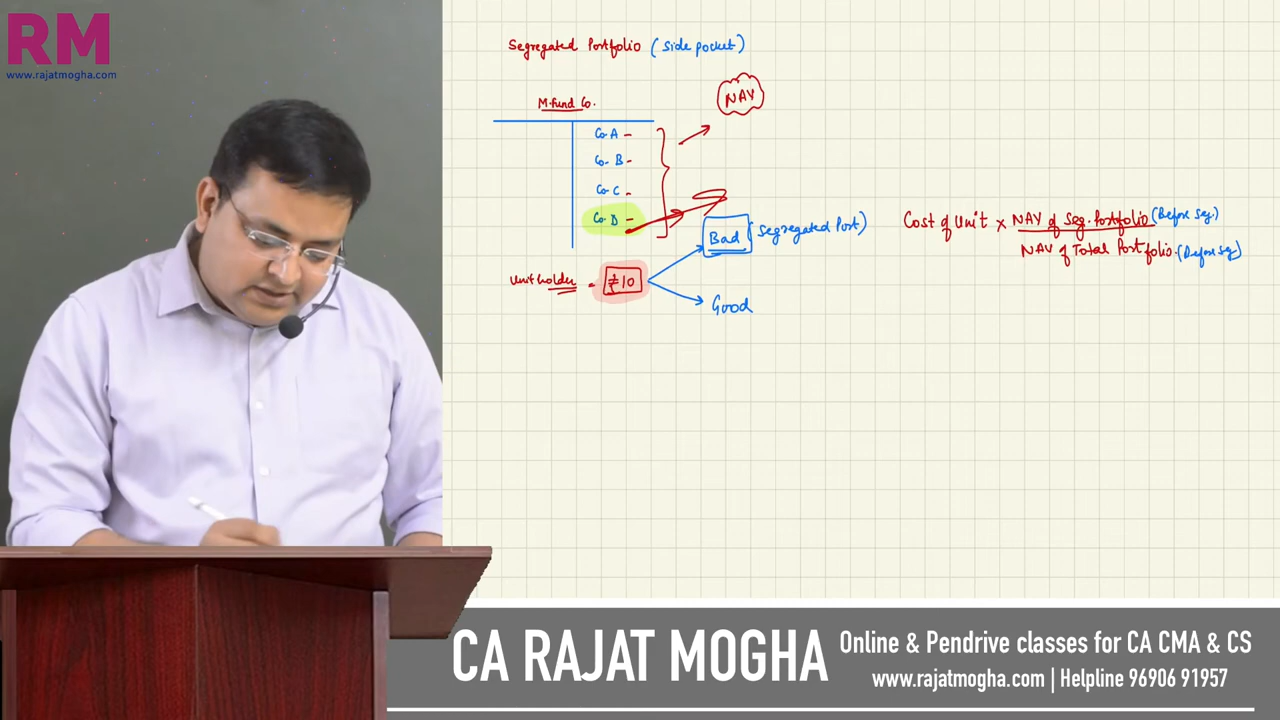 RM
www.rajatmogha.com
Segregated Portfolio (Side pocket)
M.fund Co.
NAV
Co-A -
Co-B -
Co-C -
Co-D -
Bad (Segregated Port)
Unit holder - ₹10
Good
Cost of Unit × NAV of Seg. Portfolio (Before Seg.)
NAV of Total Portfolio. (Before Seg)
CA RAJAT MOGHA
Online & Pendrive classes for CA CMA & CS
www.rajatmogha.com | Helpline 96906 91957